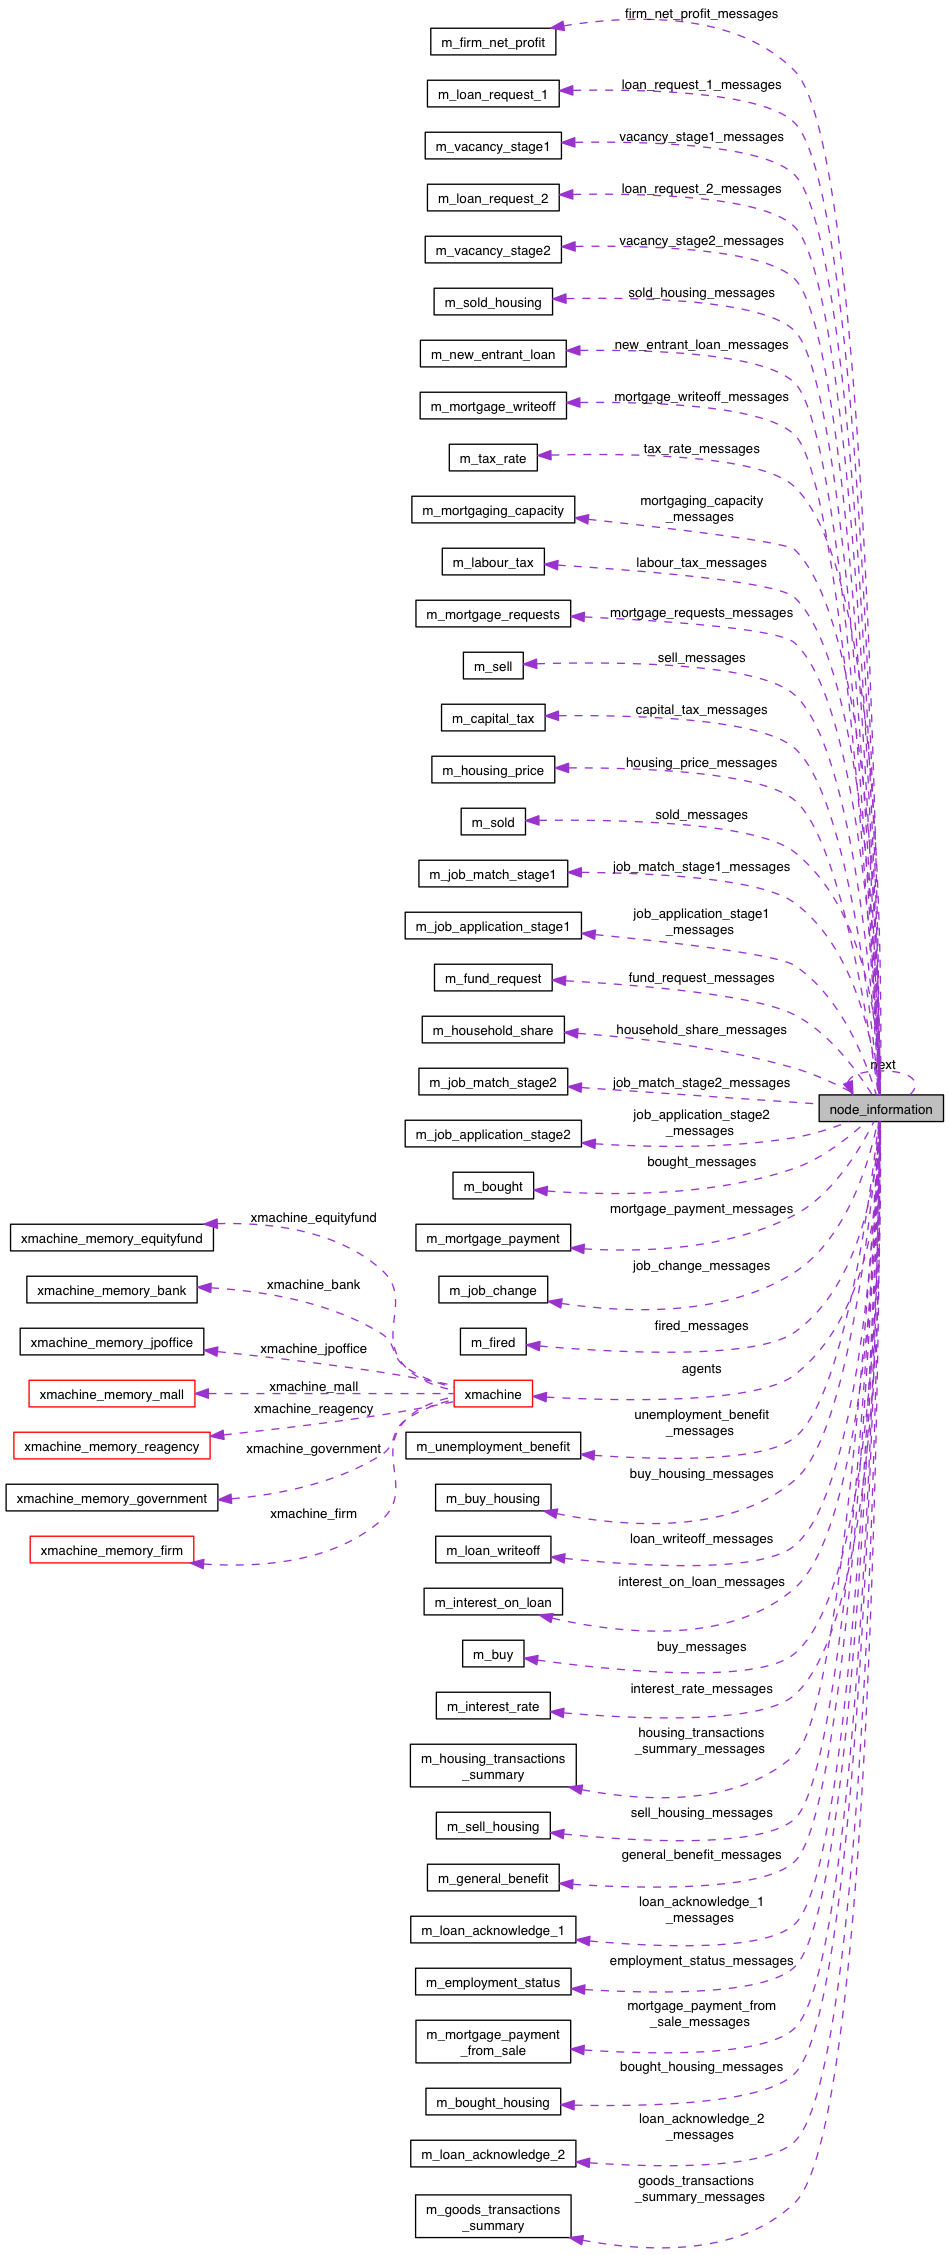 firm_net_profit_messages
m_firm_net_profit
loan_request_1_messages
m_loan_request_1
vacancy_stage1_messages
m_vacancy_stage1
loan_request_2_messages
m_loan_request_2
vacancy_stage2_messages
m_vacancy_stage2
sold_housing_messages
m_sold_housing
new_entrant_loan_messages
m_new_entrant_loan
mortgage_writeoff_messages
m_mortgage_writeoff
tax_rate_messages
m_tax_rate
mortgaging_capacity
_messages
m_mortgaging_capacity
labour_tax_messages
m_labour_tax
mortgage_requests_messages
m_mortgage_requests
sell_messages
m_sell
capital_tax_messages
m_capital_tax
housing_price_messages
m_housing_price
sold_messages
m_sold
job_match_stage1_messages
m_job_match_stage1
job_application_stage1
_messages
m_job_application_stage1
fund_request_messages
m_fund_request
household_share_messages
m_household_share
next
job_match_stage2_messages
m_job_match_stage2
node_information
job_application_stage2
_messages
m_job_application_stage2
bought_messages
m_bought
mortgage_payment_messages
m_mortgage_payment
xmachine_equityfund
xmachine_memory_equityfund
job_change_messages
m_job_change
xmachine_bank
xmachine_memory_bank
fired_messages
m_fired
xmachine_jpoffice
xmachine_memory_jpoffice
agents
xmachine
xmachine_mall
xmachine_memory_mall
xmachine_reagency
xmachine_memory_reagency
unemployment_benefit
_messages
m_unemployment_benefit
xmachine_government
xmachine_memory_government
buy_housing_messages
m_buy_housing
xmachine_firm
xmachine_memory_firm
loan_writeoff_messages
m_loan_writeoff
interest_on_loan_messages
m_interest_on_loan
buy_messages
m_buy
interest_rate_messages
m_interest_rate
housing_transactions
_summary_messages
m_housing_transactions
_summary
sell_housing_messages
m_sell_housing
general_benefit_messages
m_general_benefit
loan_acknowledge_1
_messages
m_loan_acknowledge_1
employment_status_messages
m_employment_status
mortgage_payment_from
_sale_messages
m_mortgage_payment
_from_sale
bought_housing_messages
m_bought_housing
loan_acknowledge_2
_messages
m_loan_acknowledge_2
goods_transactions
_summary_messages
m_goods_transactions
_summary